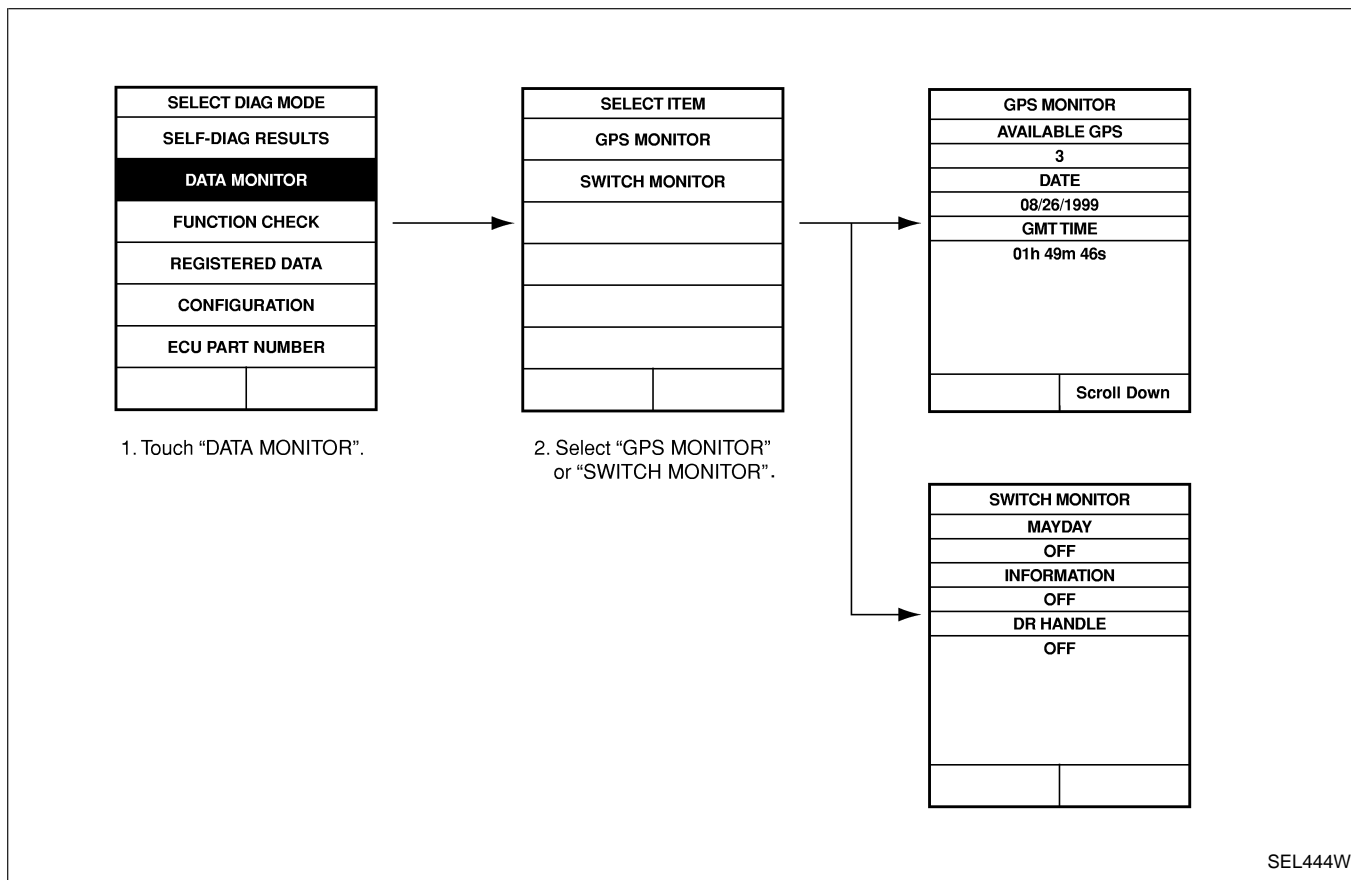 SELECT DIAG MODE
SELF-DIAG RESULTS
DATA MONITOR
FUNCTION CHECK
REGISTERED DATA
CONFIGURATION
ECU PART NUMBER
1. Touch “DATA MONITOR”.
SELECT ITEM
GPS MONITOR
SWITCH MONITOR
2. Select “GPS MONITOR”
or “SWITCH MONITOR”.
GPS MONITOR
AVAILABLE GPS
3
DATE
08/26/1999
GMT TIME
01h 49m 46s
Scroll Down
SWITCH MONITOR
MAYDAY
OFF
INFORMATION
OFF
DR HANDLE
OFF
SEL444W